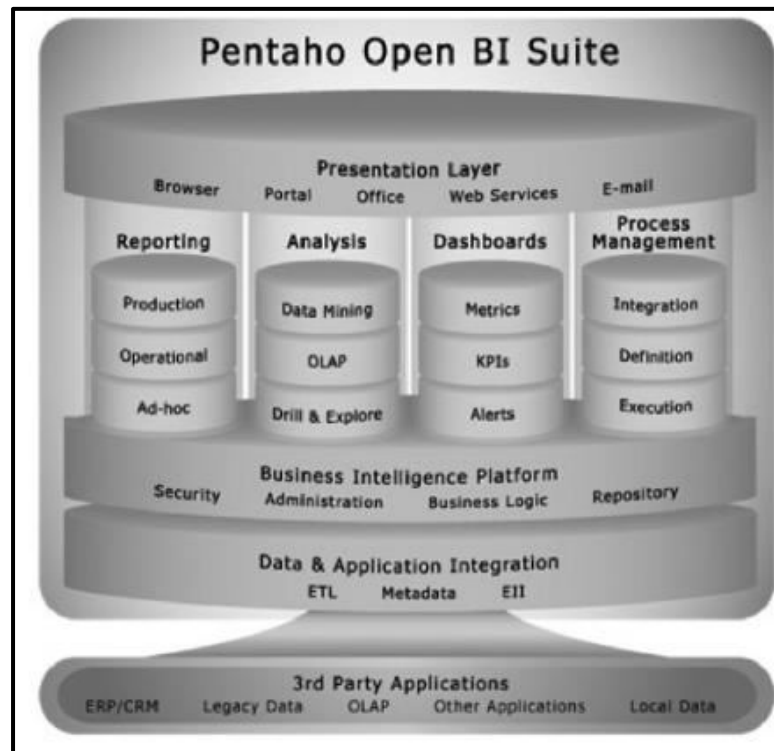 Pentaho Open BI Suite
Presentation Layer
Browser Portal Office Web Services E-mail
Reporting Analysis Dashboards Process Management
Production Data Mining Metrics Integration
Operational OLAP KPIs Definition
Ad-hoc Drill & Explore Alerts Execution
Business Intelligence Platform
Security Administration Business Logic Repository
Data & Application Integration
ETL Metadata EII
3rd Party Applications
ERP/CRM Legacy Data OLAP Other Applications Local Data